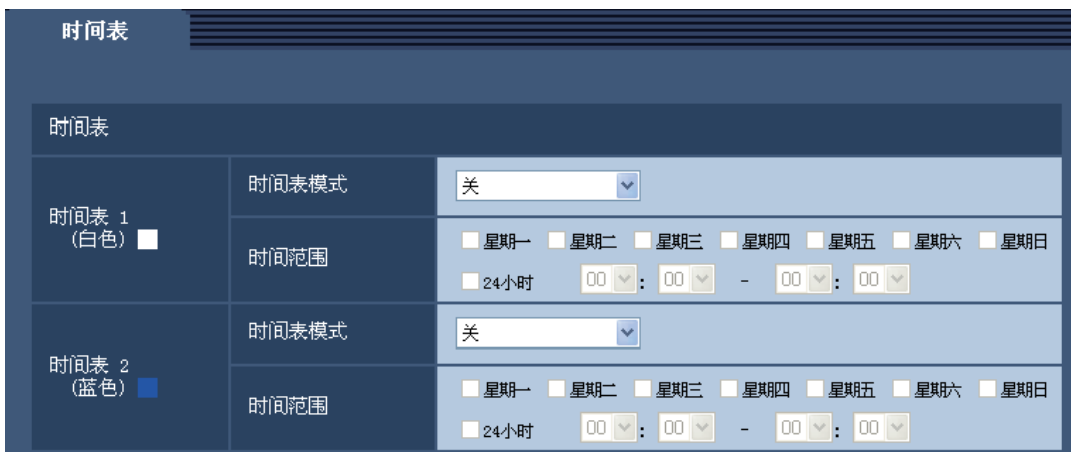 时间表
时间表
时间表 1
(白色)
时间表模式
关
时间范围
星期一 星期二 星期三 星期四 星期五 星期六 星期日
24小时 00 : 00 - 00 : 00
时间表 2
(蓝色)
时间表模式
关
时间范围
星期一 星期二 星期三 星期四 星期五 星期六 星期日
24小时 00 : 00 - 00 : 00